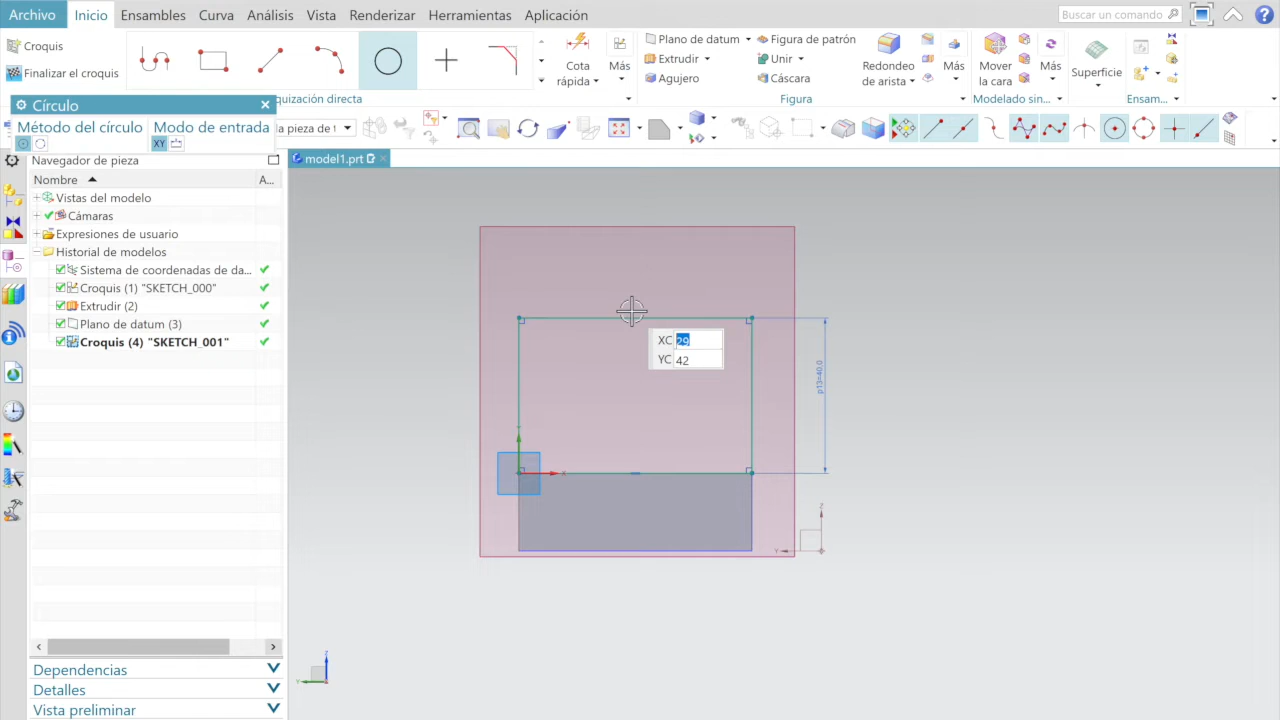 Archivo Inicio Ensambles Curva Análisis Vista Renderizar Herramientas Aplicación Buscar un comando
Croquis
Finalizar el croquis
Cota rápida
Más
Plano de datum
Extrudir
Agujero
Figura de patrón
Unir
Cáscara
Redondeo de arista
Más
Mover la cara
Más
Superficie
quización directa Figura Modelado sin... Ensam...
Círculo
Método del círculo Modo de entrada
XY
la pieza de
Navegador de pieza
model1.prt
Nombre A...
Vistas del modelo
Cámaras
Expresiones de usuario
Historial de modelos
Sistema de coordenadas de da...
Croquis (1) "SKETCH_000"
Extrudir (2)
Plano de datum (3)
Croquis (4) "SKETCH_001"
XC 29
YC 42
p13=40.0
X
Z
Y
Z
Y
Dependencias
Detalles
Vista preliminar